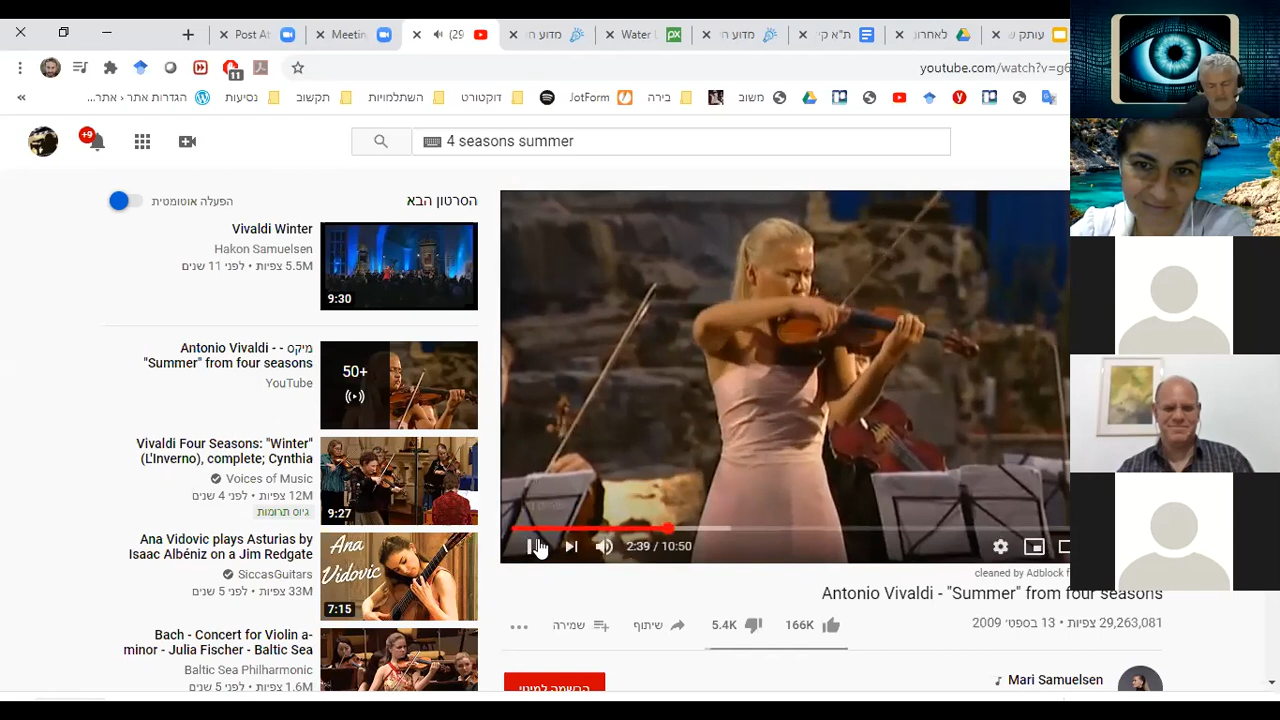 Post At
Meetin
(29
מדוע ה
Water
מדוע ה
ת"א ק
לאחרו
עותק ש
youtube.com/watch?v=g6
11
הגדרות אתר ‹ אתר...
נסיעות
תקשוב
השתלמויות
דוקטורט
JotForm
בירה
משוב
+9
4 seasons summer
הפעלה אוטומטית
הסרטון הבא
Vivaldi Winter
Hakon Samuelsen
5.5M צפיות • לפני 11 שנים
9:30
מיקס - Antonio Vivaldi -
"Summer" from four seasons
YouTube
50+
Vivaldi Four Seasons: "Winter"
(L'Inverno), complete; Cynthia
Voices of Music
12M צפיות • לפני 4 שנים
גיוס תרומות
9:27
Ana Vidovic plays Asturias by
Isaac Albéniz on a Jim Redgate
SiccasGuitars
33M צפיות • לפני 5 שנים
Ana
Vidovic
7:15
Bach - Concert for Violin a-
minor - Julia Fischer - Baltic Sea
Baltic Sea Philharmonic
1.6M צפיות • לפני 5 שנים
2:39 / 10:50
cleaned by Adblock f
Antonio Vivaldi - "Summer" from four seasons
29,263,081 צפיות • 13 בספט׳ 2009
166K
5.4K
שיתוף
שמירה
...
Mari Samuelsen
הרשמה למינוי